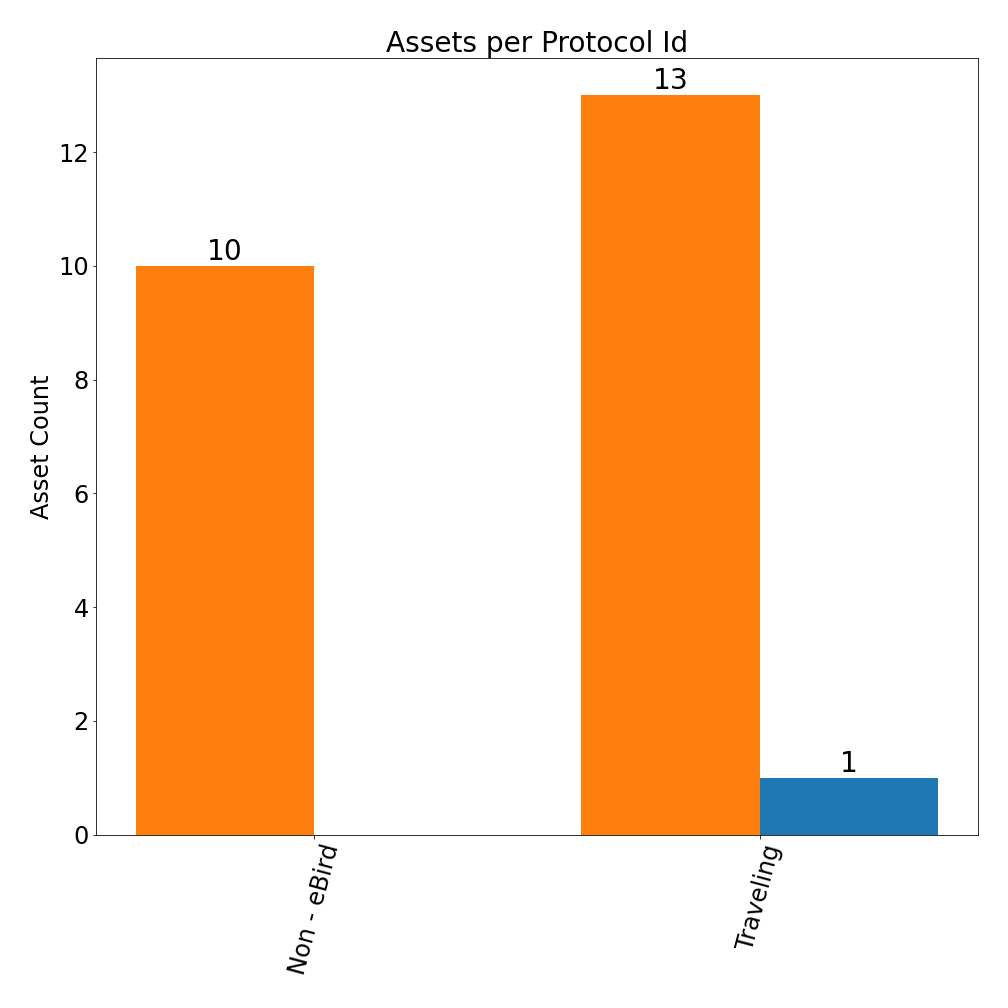 Assets per Protocol Id
13
12
10
10
8
Asset Count
6
4
2
1
0
Non - eBird
Traveling